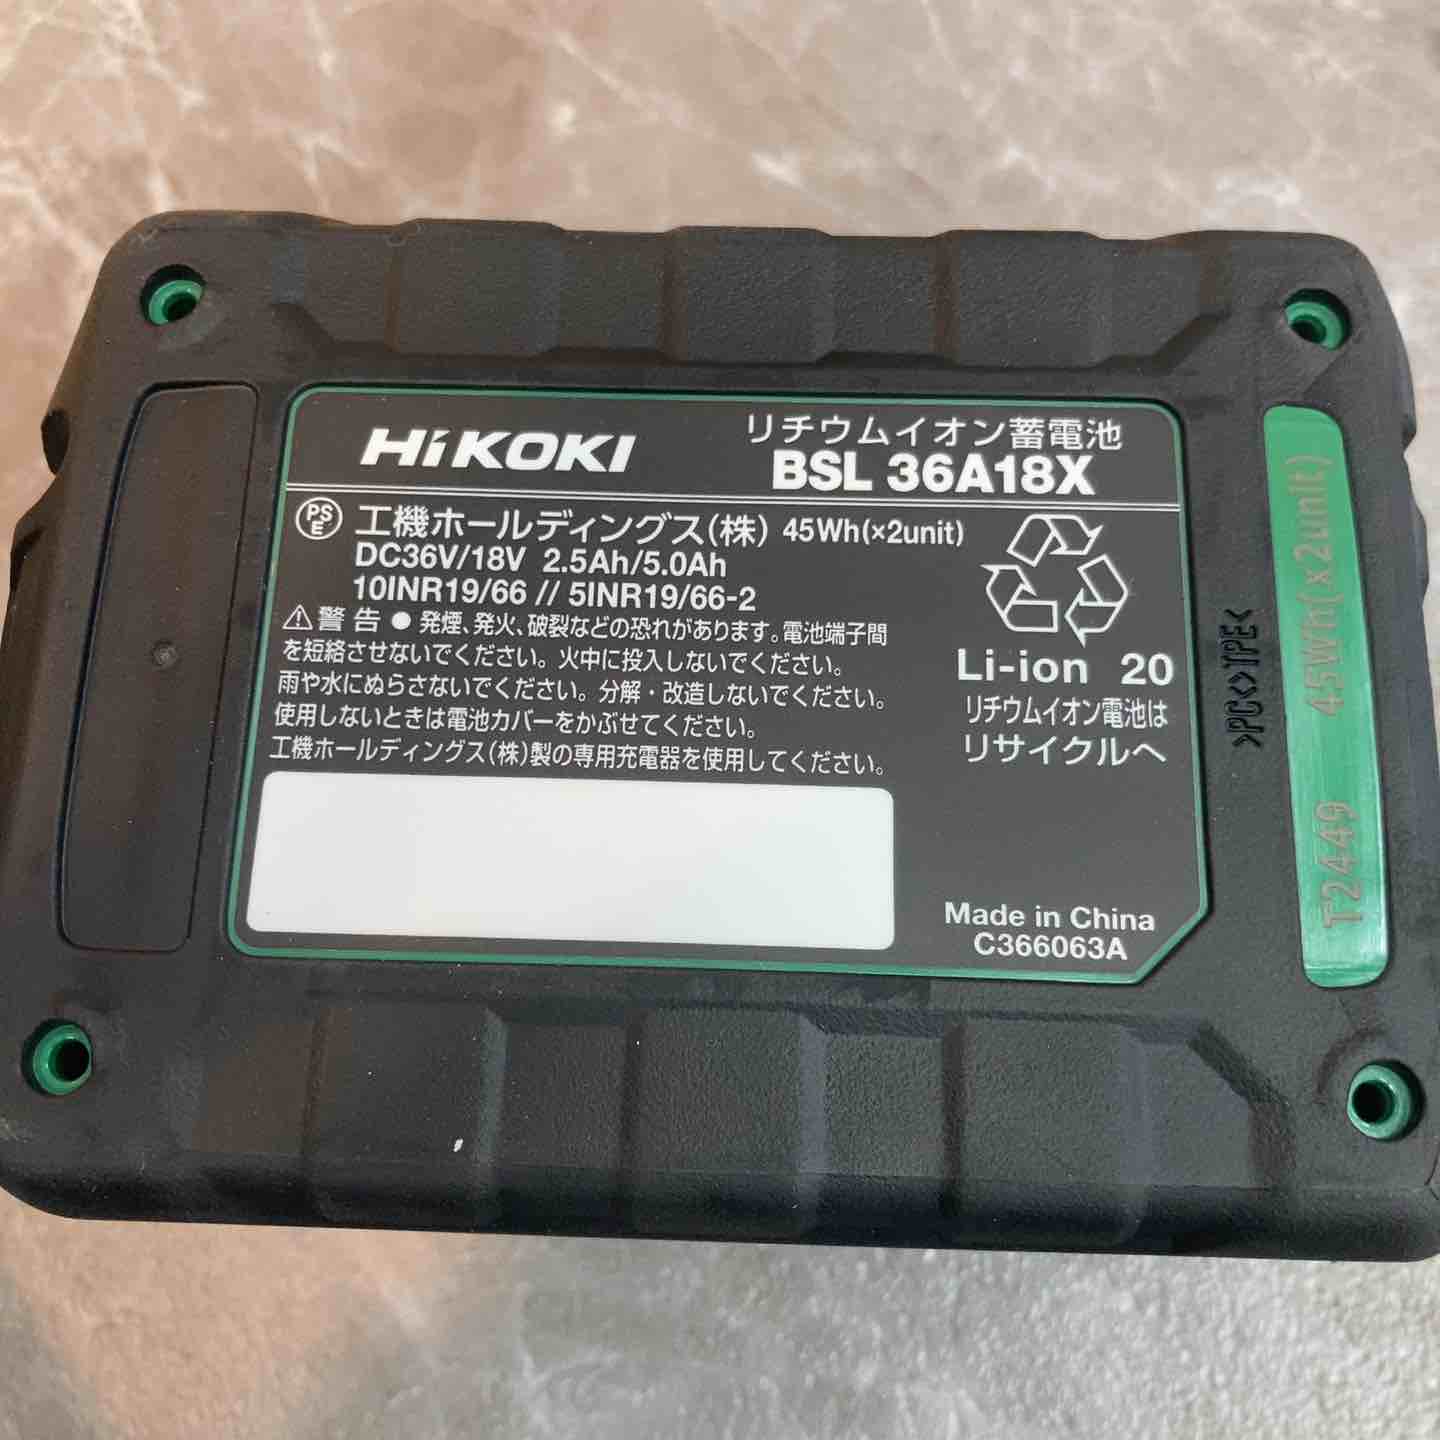 HiKOKI
リチウムイオン蓄電池
BSL 36A18X
PS
E
工機ホールディングス(株) 45Wh(×2unit)
DC36V/18V 2.5Ah/5.0Ah
10INR19/66 // 5INR19/66-2
⚠警告 ● 発煙、発火、破裂などの恐れがあります。電池端子間
を短絡させないでください。火中に投入しないでください。
雨や水にぬらさないでください。分解・改造しないでください。
使用しないときは電池カバーをかぶせてください。
工機ホールディングス(株)製の専用充電器を使用してください。
Li-ion 20
リチウムイオン電池は
リサイクルへ
Made in China
C366063A
>PC<>TPE<
T2449 45Wh(×2unit)